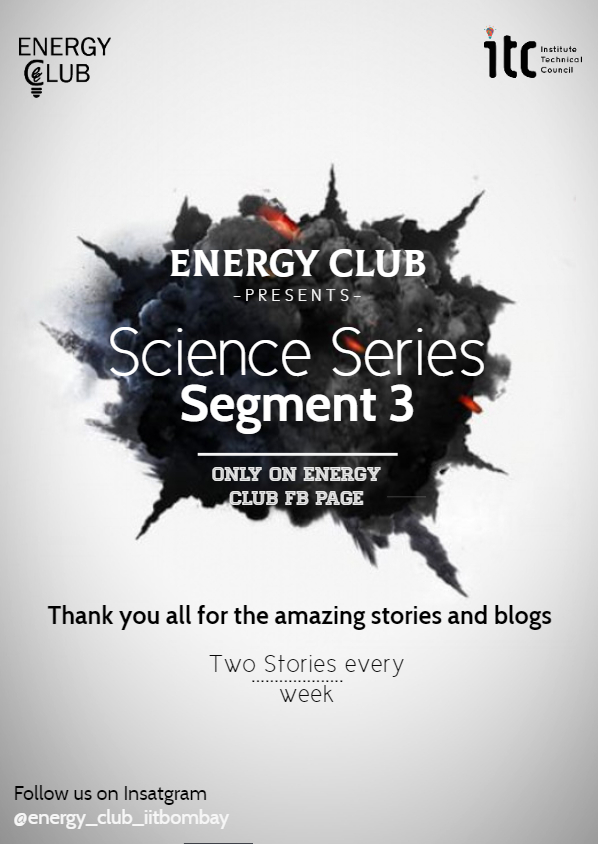 ENERGY
CLUB
itc Institute
Technical
Council
ENERGY CLUB
-PRESENTS-
Science Series
Segment 3
ONLY ON ENERGY
CLUB FB PAGE
Thank you all for the amazing stories and blogs
Two Stories every
week
Follow us on Insatgram
@energy_club_iitbombay